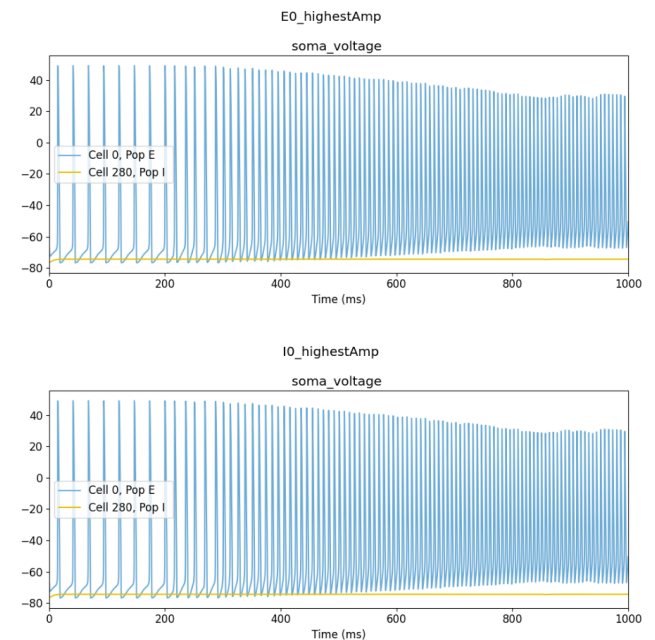 E0_highestAmp
soma_voltage
40
20
0
−20
−40
−60
−80
Cell 0, Pop E
Cell 280, Pop I
0 200 400 600 800 1000
Time (ms)
I0_highestAmp
soma_voltage
40
20
0
−20
−40
−60
−80
Cell 0, Pop E
Cell 280, Pop I
0 200 400 600 800 1000
Time (ms)